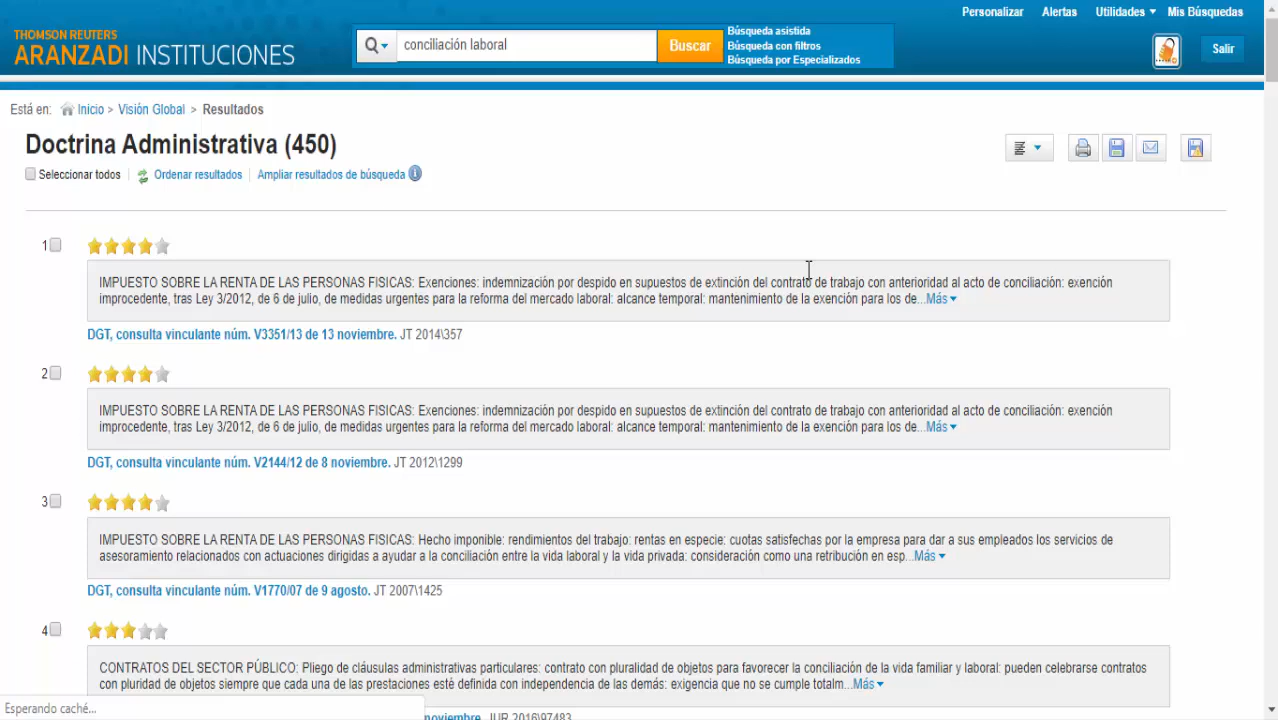 Personalizar Alertas Utilidades Mis Búsquedas
THOMSON REUTERS
ARANZADI INSTITUCIONES
conciliación laboral
Buscar
Búsqueda asistida
Búsqueda con filtros
Búsqueda por Especializados
Salir
Está en: Inicio > Visión Global > Resultados
Doctrina Administrativa (450)
Seleccionar todos Ordenar resultados Ampliar resultados de búsqueda
1
IMPUESTO SOBRE LA RENTA DE LAS PERSONAS FISICAS: Exenciones: indemnización por despido en supuestos de extinción del contrato de trabajo con anterioridad al acto de conciliación: exención
improcedente, tras Ley 3/2012, de 6 de julio, de medidas urgentes para la reforma del mercado laboral: alcance temporal: mantenimiento de la exención para los de...Más
DGT, consulta vinculante núm. V3351/13 de 13 noviembre. JT 2014\357
2
IMPUESTO SOBRE LA RENTA DE LAS PERSONAS FISICAS: Exenciones: indemnización por despido en supuestos de extinción del contrato de trabajo con anterioridad al acto de conciliación: exención
improcedente, tras Ley 3/2012, de 6 de julio, de medidas urgentes para la reforma del mercado laboral: alcance temporal: mantenimiento de la exención para los de...Más
DGT, consulta vinculante núm. V2144/12 de 8 noviembre. JT 2012\1299
3
IMPUESTO SOBRE LA RENTA DE LAS PERSONAS FISICAS: Hecho imponible: rendimientos del trabajo: rentas en especie: cuotas satisfechas por la empresa para dar a sus empleados los servicios de
asesoramiento relacionados con actuaciones dirigidas a ayudar a la conciliación entre la vida laboral y la vida privada: consideración como una retribución en esp...Más
DGT, consulta vinculante núm. V1770/07 de 9 agosto. JT 2007\1425
4
CONTRATOS DEL SECTOR PÚBLICO: Pliego de cláusulas administrativas particulares: contrato con pluralidad de objetos para favorecer la conciliación de la vida familiar y laboral: pueden celebrarse contratos
con pluridad de objetos siempre que cada una de las prestaciones esté definida con independencia de las demás: exigencia que no se cumple totalm...Más
Esperando caché...
noviembre. JUR 2016\97483